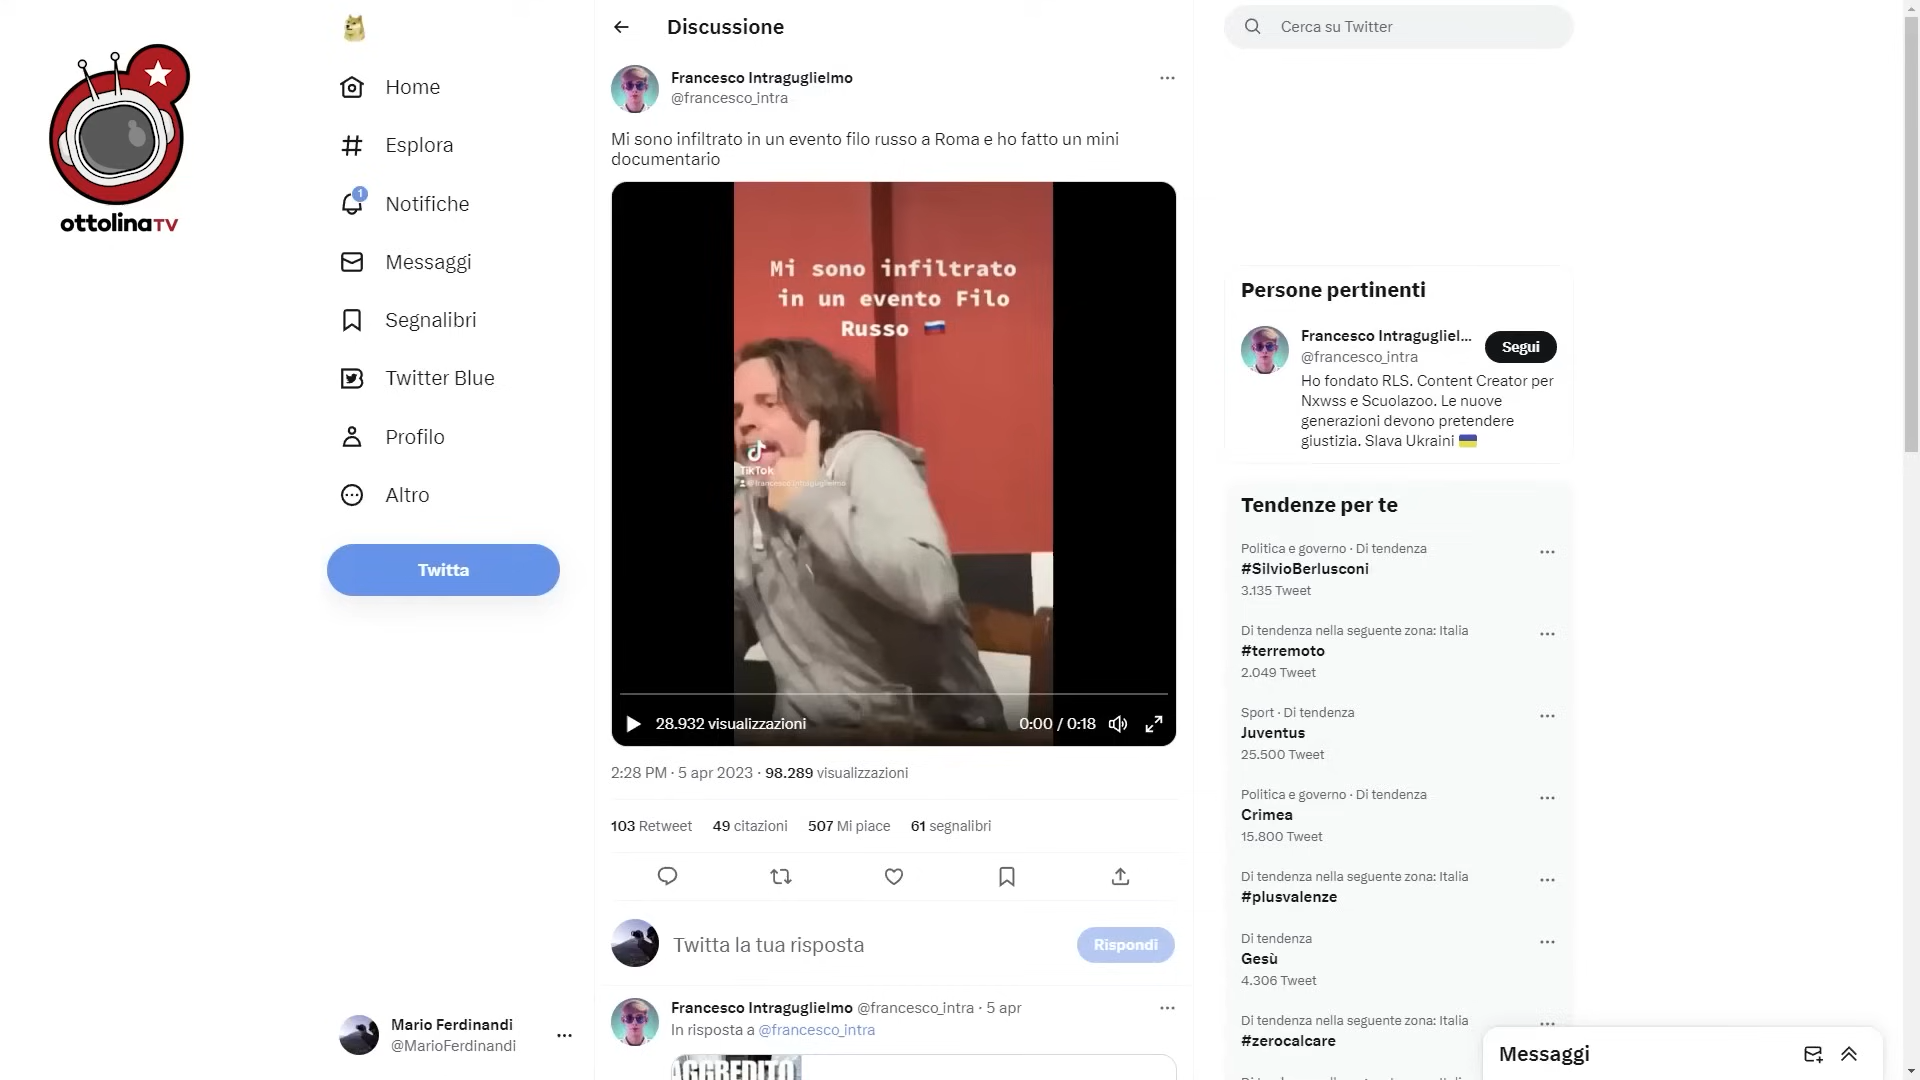 ottolinaTV
Home
Esplora
1
Notifiche
Messaggi
Segnalibri
Twitter Blue
Profilo
Altro
Twitta
Mario Ferdinandi
@MarioFerdinandi
Discussione
Francesco Intraguglielmo
@francesco_intra
Mi sono infiltrato in un evento filo russo a Roma e ho fatto un mini
documentario
Mi sono infiltrato
in un evento Filo
Russo 🇷🇺
TikTok
28.932 visualizzazioni
0:00 / 0:18
2:28 PM · 5 apr 2023 · 98.289 visualizzazioni
103 Retweet 49 citazioni 507 Mi piace 61 segnalibri
Twitta la tua risposta
Rispondi
Francesco Intraguglielmo @francesco_intra · 5 apr
In risposta a @francesco_intra
AGGREDITO
Cerca su Twitter
Persone pertinenti
Francesco Intragugliel...
@francesco_intra
Segui
Ho fondato RLS. Content Creator per
Nxwss e Scuolazoo. Le nuove
generazioni devono pretendere
giustizia. Slava Ukraini 🇺🇦
Tendenze per te
Politica e governo · Di tendenza
#SilvioBerlusconi
3.135 Tweet
Di tendenza nella seguente zona: Italia
#terremoto
2.049 Tweet
Sport · Di tendenza
Juventus
25.500 Tweet
Politica e governo · Di tendenza
Crimea
15.800 Tweet
Di tendenza nella seguente zona: Italia
#plusvalenze
Di tendenza
Gesù
4.306 Tweet
Di tendenza nella seguente zona: Italia
#zerocalcare
Messaggi